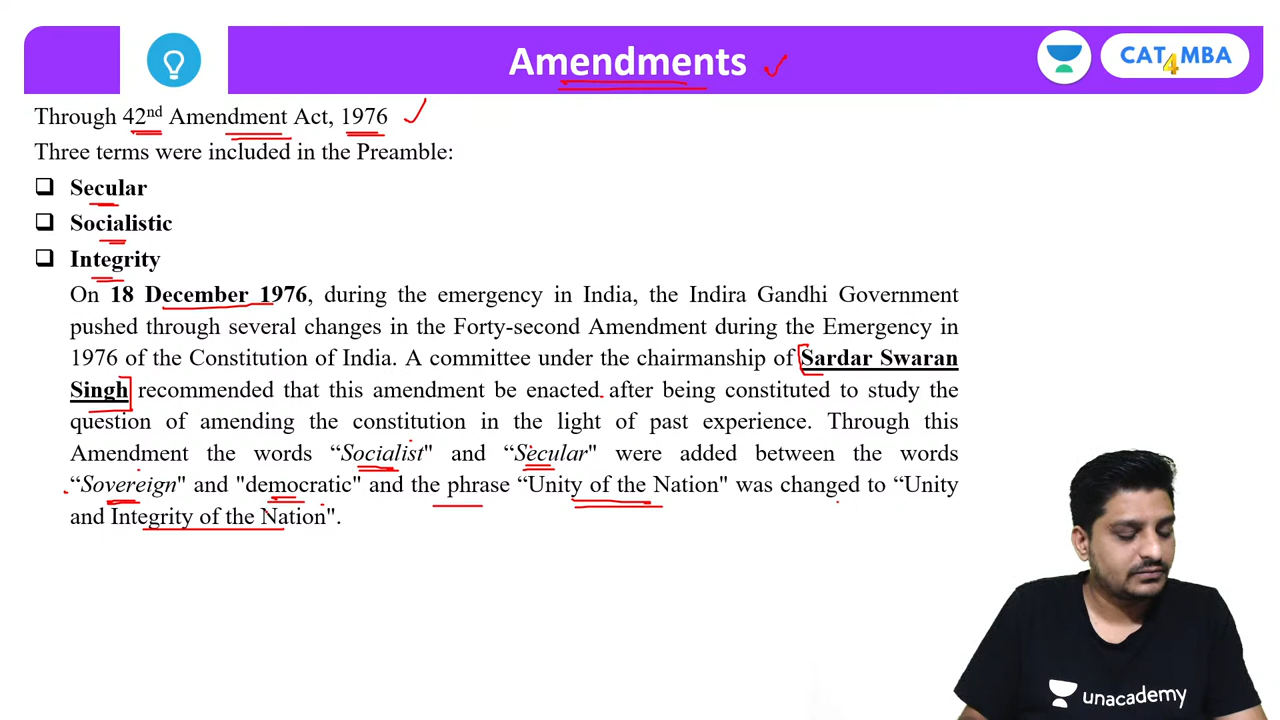 Amendments
CAT4MBA
Through 42nd Amendment Act, 1976
Three terms were included in the Preamble:
Secular
Socialistic
Integrity
On 18 December 1976, during the emergency in India, the Indira Gandhi Government
pushed through several changes in the Forty-second Amendment during the Emergency in
1976 of the Constitution of India. A committee under the chairmanship of Sardar Swaran
Singh recommended that this amendment be enacted after being constituted to study the
question of amending the constitution in the light of past experience. Through this
Amendment the words “Socialist" and “Secular" were added between the words
“Sovereign" and "democratic" and the phrase “Unity of the Nation" was changed to “Unity
and Integrity of the Nation".
unacademy